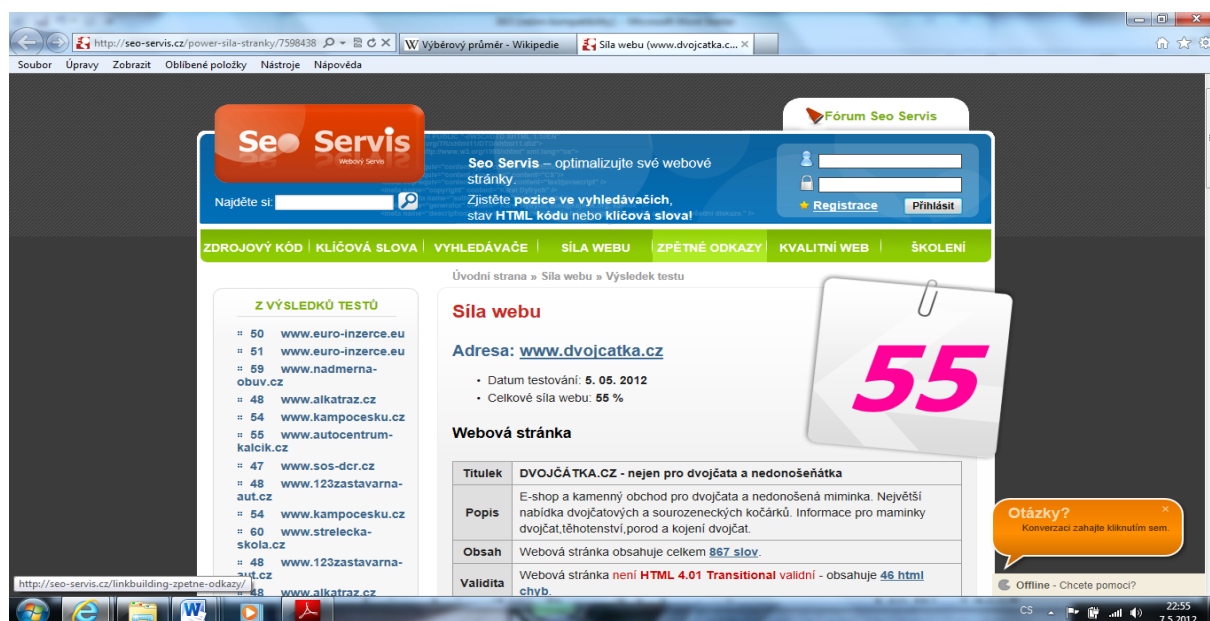 http://seo-servis.cz/power-sila-stranky/7598438
Výběrový průměr - Wikipedie
Síla webu (www.dvojcatka.c...
Soubor Úpravy Zobrazit Oblíbené položky Nástroje Nápověda
Fórum Seo Servis
Seo Servis
Webový Servis
Najděte si:
Seo Servis – optimalizujte své webové
stránky.
Zjistěte pozice ve vyhledávačích,
stav HTML kódu nebo klíčová slova!
Registrace
Přihlásit
ZDROJOVÝ KÓD KLÍČOVÁ SLOVA VYHLEDÁVAČE SÍLA WEBU ZPĚTNÉ ODKAZY KVALITNÍ WEB ŠKOLENÍ
Úvodní strana » Síla webu » Výsledek testu
Z VÝSLEDKŮ TESTŮ
50 www.euro-inzerce.eu
51 www.euro-inzerce.eu
59 www.nadmerna-
obuv.cz
48 www.alkatraz.cz
54 www.kampocesku.cz
55 www.autocentrum-
kalcik.cz
47 www.sos-dcr.cz
48 www.123zastavarna-
aut.cz
54 www.kampocesku.cz
60 www.strelecka-
skola.cz
48 www.123zastavarna-
aut.cz
48 www.alkatraz.cz
Síla webu
Adresa: www.dvojcatka.cz
• Datum testování: 5. 05. 2012
• Celkové síla webu: 55 %
55
Webová stránka
Titulek DVOJČÁTKA.CZ - nejen pro dvojčata a nedonošeňátka
Popis E-shop a kamenný obchod pro dvojčata a nedonošená miminka. Největší
nabídka dvojčatových a sourozeneckých kočárků. Informace pro maminky
dvojčat,těhotenství,porod a kojení dvojčat.
Obsah Webová stránka obsahuje celkem 867 slov.
Validita Webová stránka není HTML 4.01 Transitional validní - obsahuje 46 html
chyb.
Otázky?
Konverzaci zahajte kliknutím sem.
Offline - Chcete pomoci?
http://seo-servis.cz/linkbuilding-zpetne-odkazy/
CS
22:55
7.5.2012